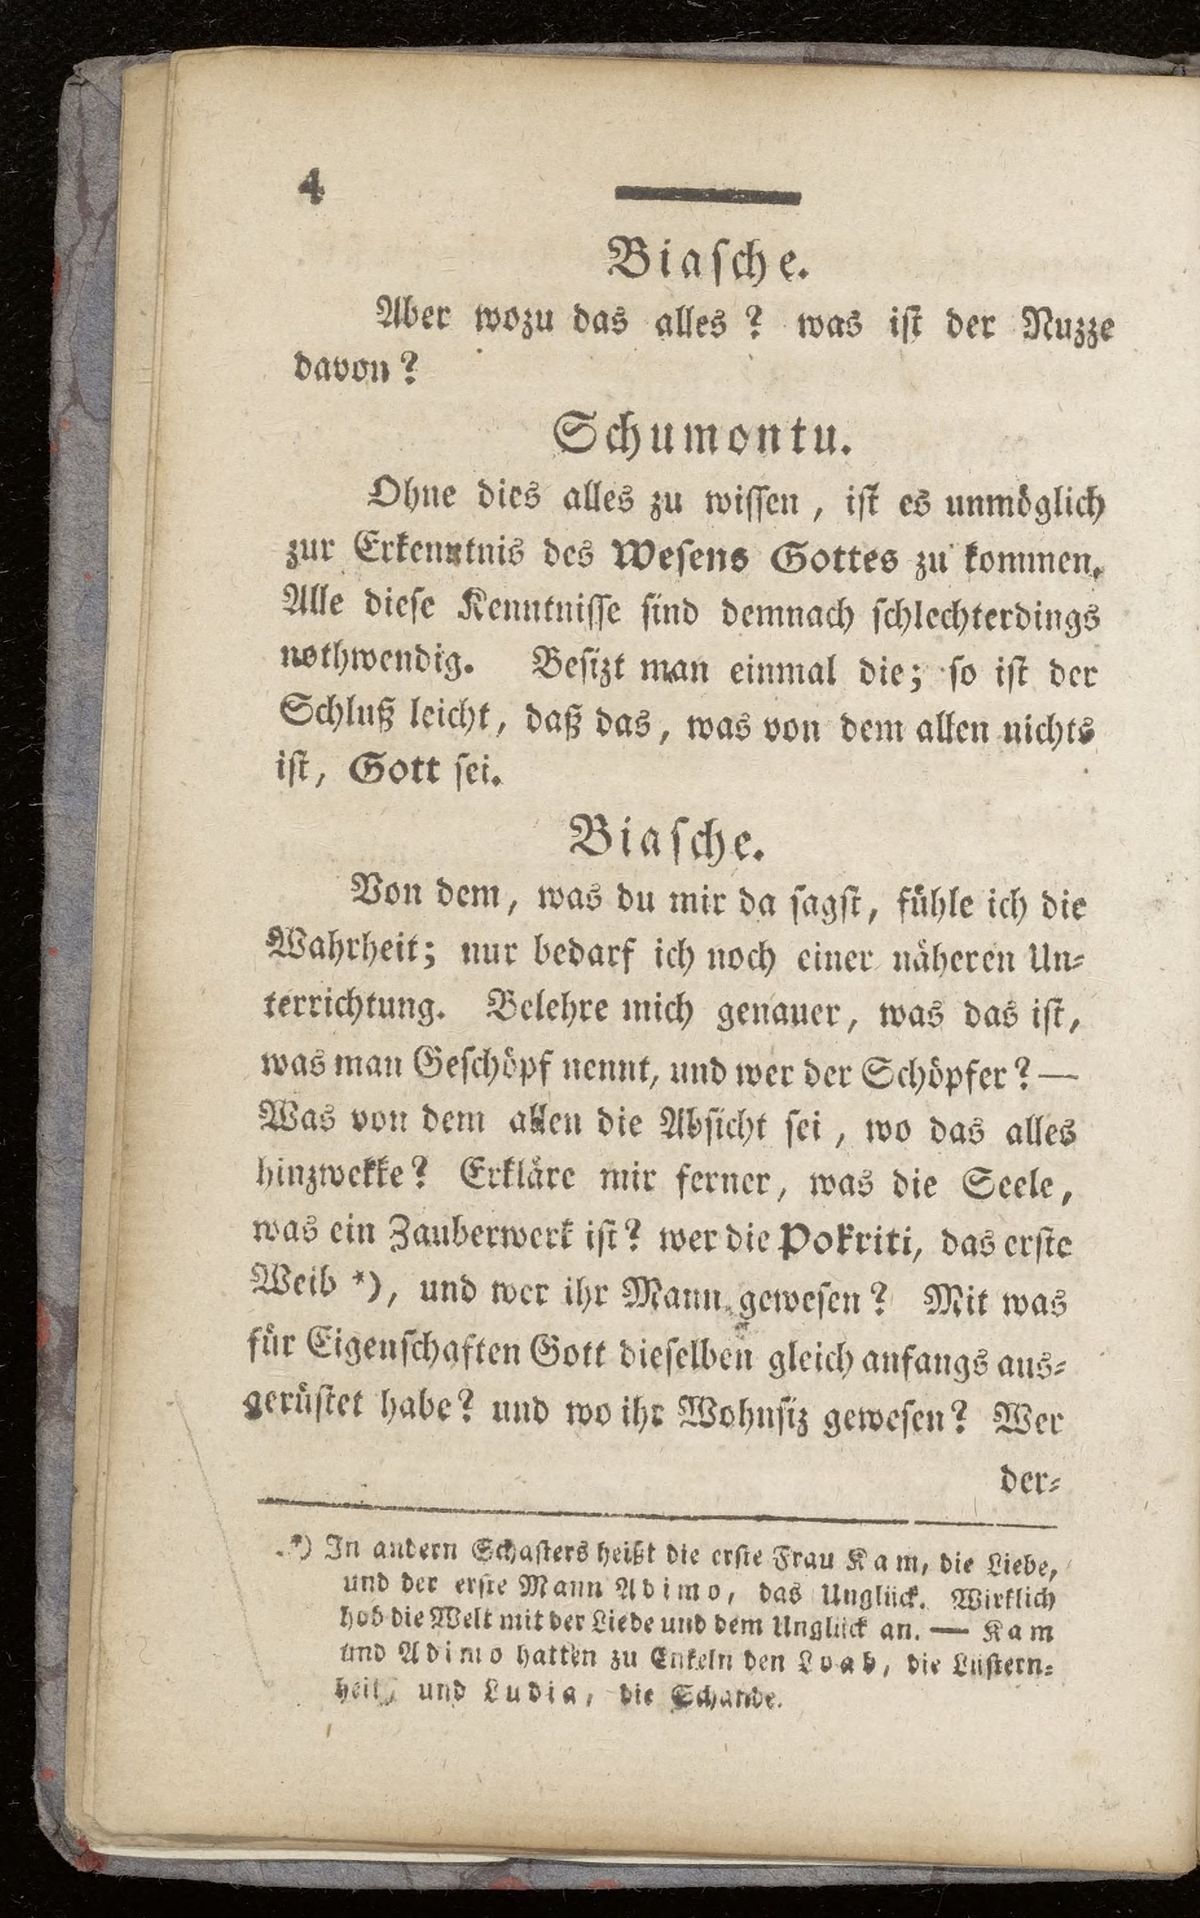 4
Biasche.
Aber wozu das alles? was ist der Nuzze
davon?
Schumontu.
Ohne dies alles zu wissen, ist es unmöglich
zur Erkenntnis des Wesens Gottes zu kommen.
Alle diese Kenntnisse sind demnach schlechterdings
nothwendig. Besizt man einmal die; so ist der
Schluß leicht, daß das, was von dem allen nichts
ist, Gott sei.
Biasche.
Von dem, was du mir da sagst, fühle ich die
Wahrheit; nur bedarf ich noch einer näheren Un-
terrichtung. Belehre mich genauer, was das ist,
was man Geschöpf nennt, und wer der Schöpfer? —
Was von dem allen die Absicht sei, wo das alles
hinzwekke? Erkläre mir ferner, was die Seele,
was ein Zauberwerk ist? wer die Pokriti, das erste
Weib *), und wer ihr Mann gewesen? Mit was
für Eigenschaften Gott dieselben gleich anfangs aus-
gerüstet habe? und wo ihr Wohnsiz gewesen? Wer
der-
*) In andern Schasters heißt die erste Frau Kam, die Liebe,
und der erste Mann Adimo, das Unglück. Wirklich
hob die Welt mit der Liebe und dem Unglück an. — Kam
und Adimo hatten zu Enkeln den Loab, die Lüstern-
heit, und Ludia, die Schande.